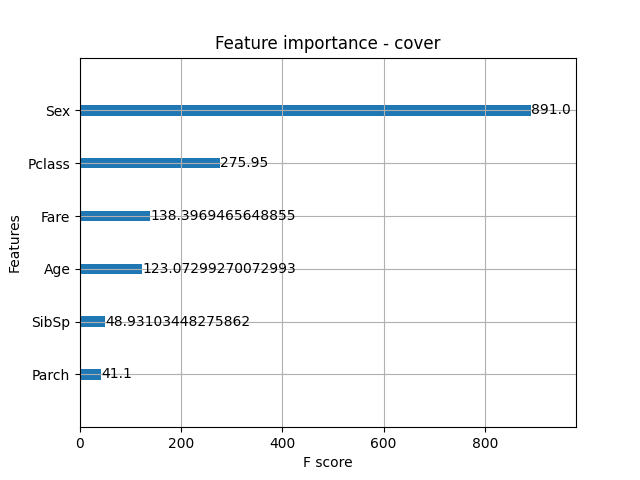 Feature importance - cover
Features
Sex 891.0
Pclass 275.95
Fare 138.3969465648855
Age 123.07299270072993
SibSp 48.93103448275862
Parch 41.1
0 200 400 600 800
F score